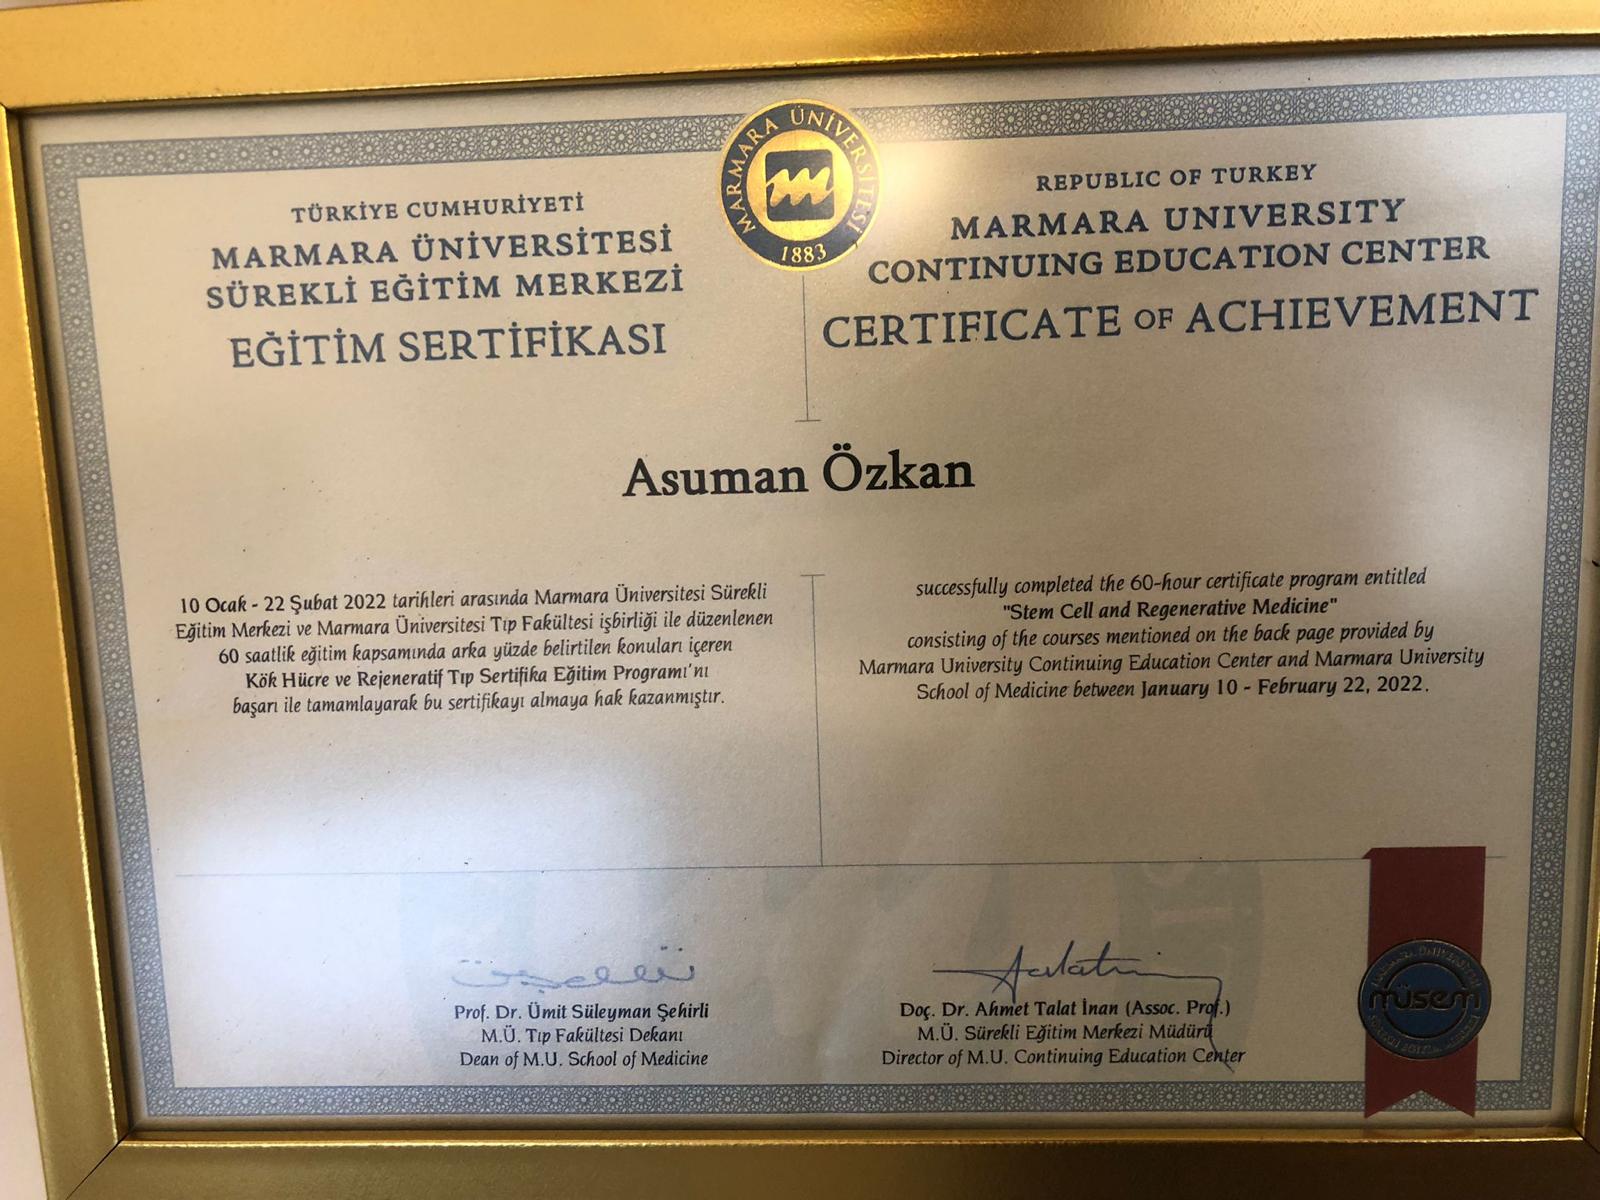 MARMARA ÜNİVERSİTESİ
1883
TÜRKİYE CUMHURİYETİ
MARMARA ÜNİVERSİTESİ
SÜREKLİ EĞİTİM MERKEZİ
EĞİTİM SERTİFİKASI
REPUBLIC OF TURKEY
MARMARA UNIVERSITY
CONTINUING EDUCATION CENTER
CERTIFICATE OF ACHIEVEMENT
Asuman Özkan
10 Ocak - 22 Şubat 2022 tarihleri arasında Marmara Üniversitesi Sürekli
Eğitim Merkezi ve Marmara Üniversitesi Tıp Fakültesi işbirliği ile düzenlenen
60 saatlik eğitim kapsamında arka yüzde belirtilen konuları içeren
Kök Hücre ve Rejeneratif Tıp Sertifika Eğitim Programı'nı
başarı ile tamamlayarak bu sertifikayı almaya hak kazanmıştır.
successfully completed the 60-hour certificate program entitled
"Stem Cell and Regenerative Medicine"
consisting of the courses mentioned on the back page provided by
Marmara University Continuing Education Center and Marmara University
School of Medicine between January 10 - February 22, 2022.
Prof. Dr. Ümit Süleyman Şehirli
M.Ü. Tıp Fakültesi Dekanı
Dean of M.U. School of Medicine
Doç. Dr. Ahmet Talat İnan (Assoc. Prof.)
M.Ü. Sürekli Eğitim Merkezi Müdürü
Director of M.U. Continuing Education Center
müsem